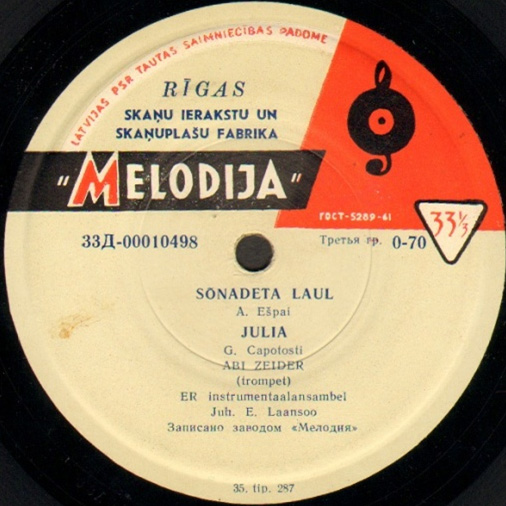 LATVIJAS PSR TAUTAS SAIMNIECĪBAS PADOME
RĪGAS
SKAŅU IERAKSTU UN
SKAŅUPLAŠU FABRIKA
"MELODIJA"
ГОСТ-5289-61
33⅓
33Д-00010498
Третья гр. 0-70
SÕNADETA LAUL
A. Ešpai
JULIA
G. Capotosti
ABI ZEIDER
(trompet)
ER instrumentaalansambel
Juh. E. Laansoo
Записано заводом «Мелодия»
35. tip. 287